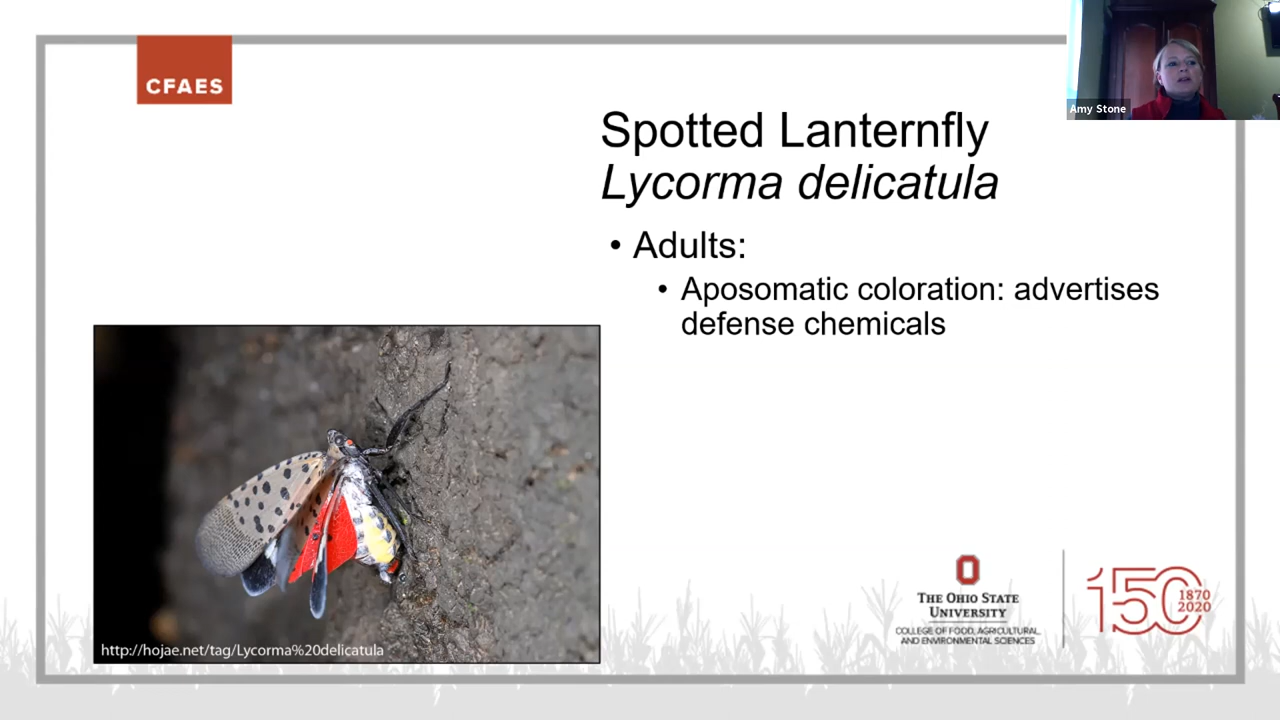 CFAES
Amy Stone
Spotted Lanternfly
Lycorma delicatula
• Adults:
• Aposomatic coloration: advertises
defense chemicals
http://hojae.net/tag/Lycorma%20delicatula
THE OHIO STATE
UNIVERSITY
COLLEGE OF FOOD, AGRICULTURAL,
AND ENVIRONMENTAL SCIENCES
150
1870
2020